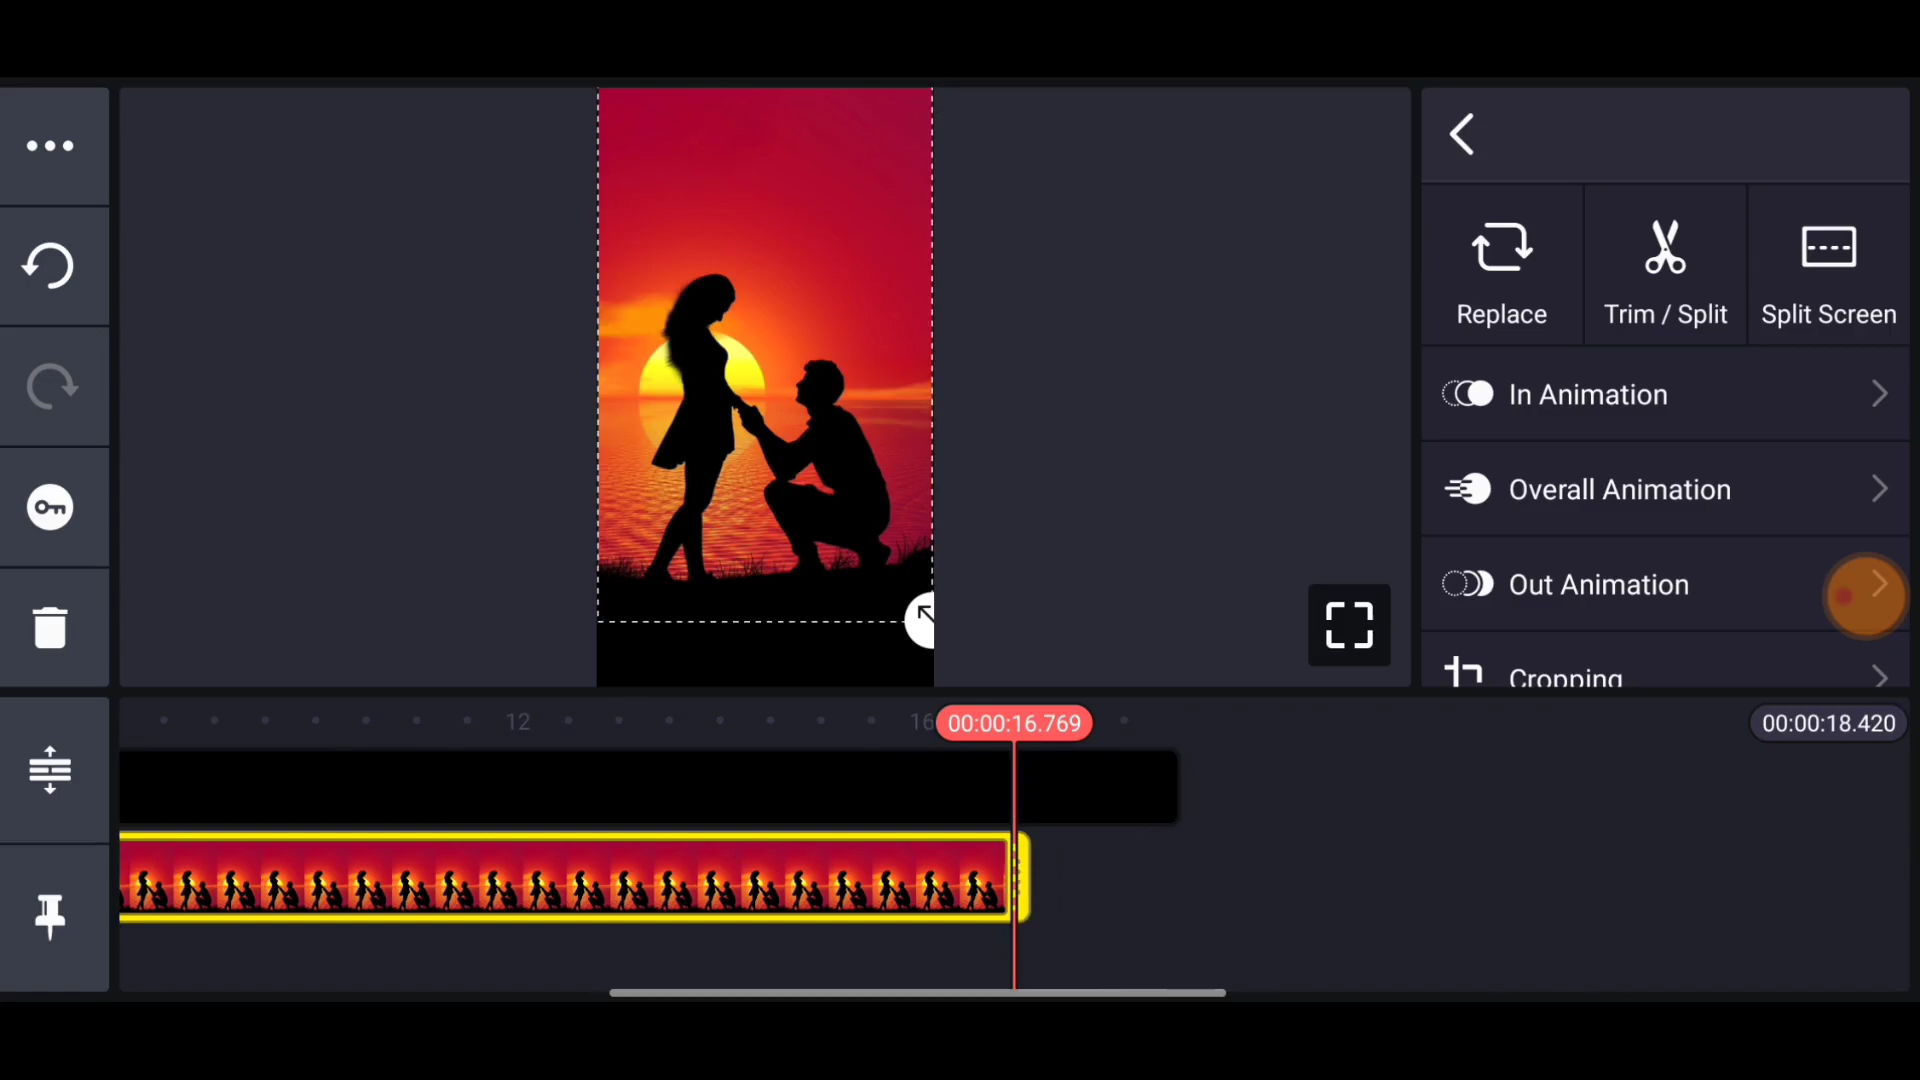 Replace
Trim / Split
Split Screen
In Animation
Overall Animation
Out Animation
Cropping
12
16
00:00:16.769
00:00:18.420